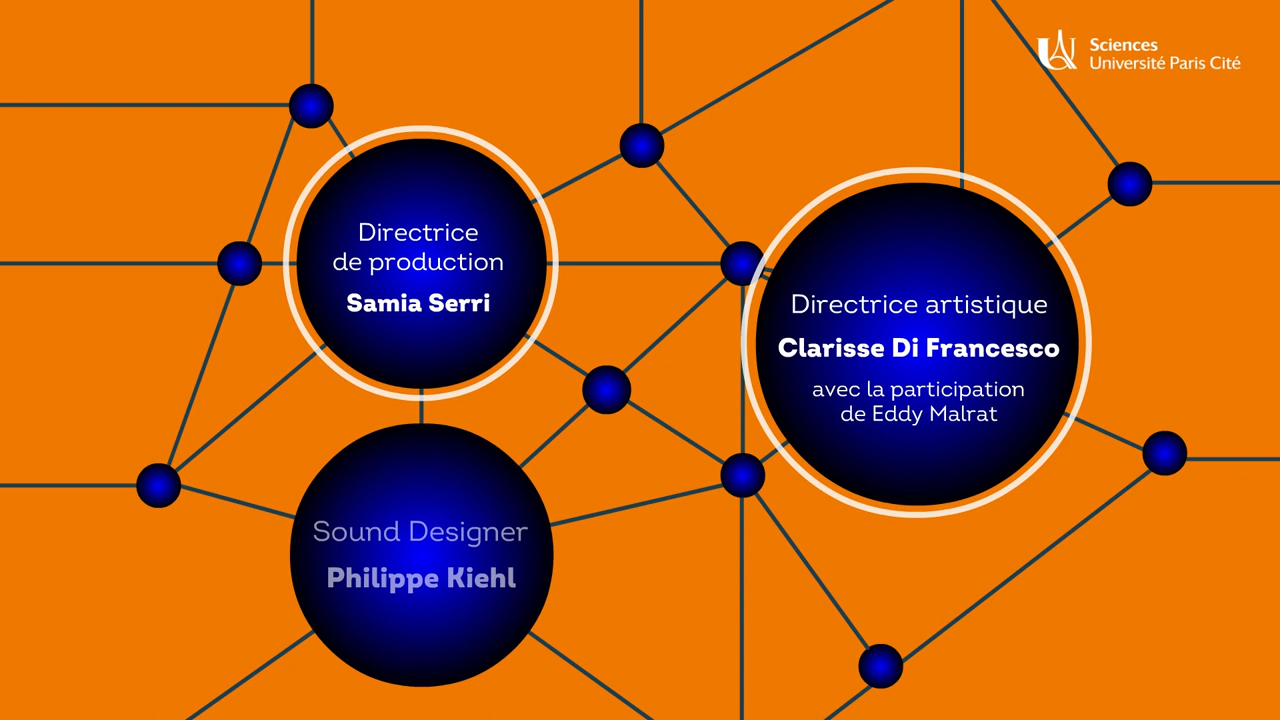 Sciences
Université Paris Cité
Directrice
de production
Samia Serri
Directrice artistique
Clarisse Di Francesco
avec la participation
de Eddy Malrat
Sound Designer
Philippe Kiehl